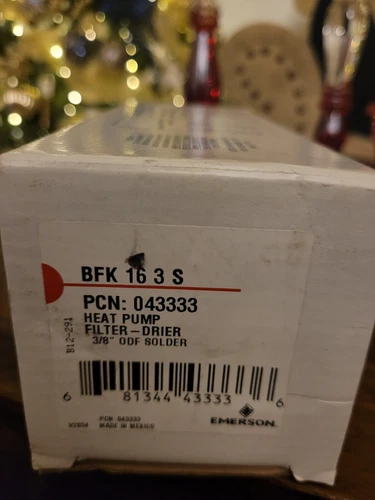 BFK 16 3 S
PCN: 043333
HEAT PUMP
FILTER-DRIER
3/8" ODF SOLDER
B12-291
6 81344 43333 6
PCN 043333
MADE IN MEXICO
EMERSON